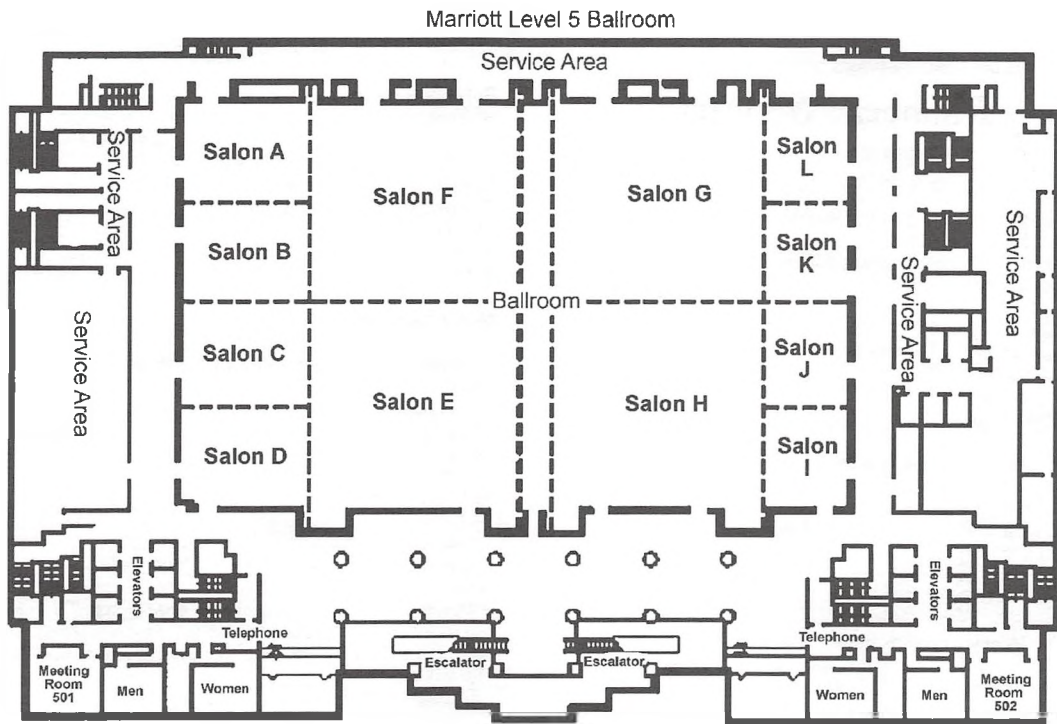 Marriott Level 5 Ballroom
Service Area
Salon A
Salon F
Salon G
Salon
L
Service Area
Salon B
Salon
K
Service Area
Service Area
Ballroom
Service Area
Salon C
Salon E
Salon H
Salon
J
Salon D
Salon
I
Elevators
Elevators
Telephone
Telephone
Escalator
Escalator
Meeting
Room
501
Men
Women
Women
Men
Meeting
Room
502